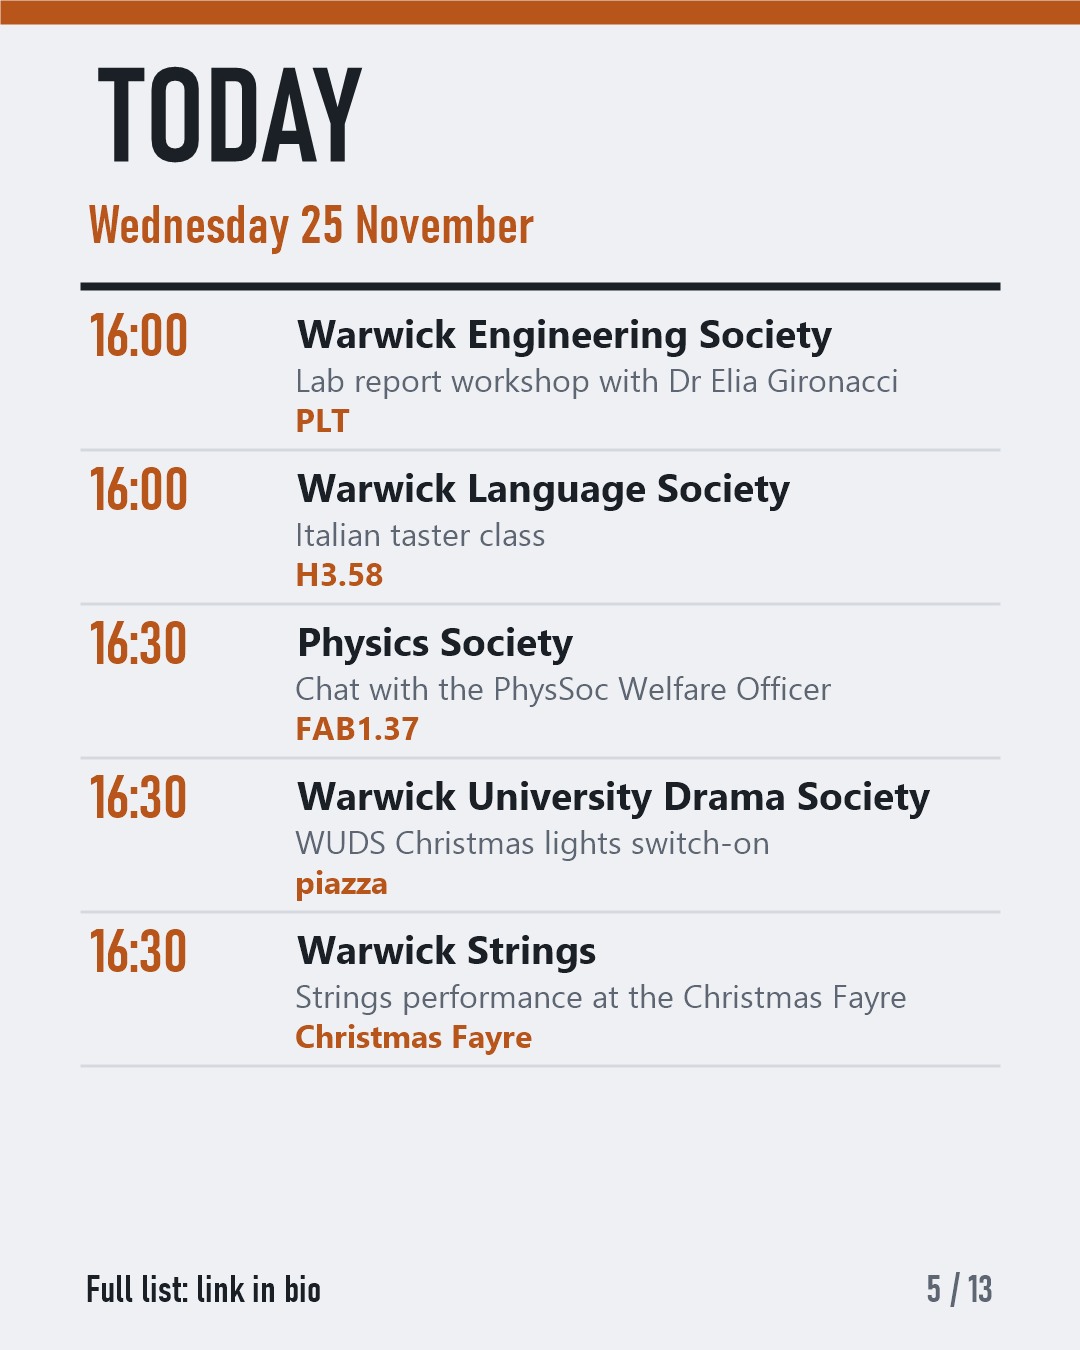 TODAY
Wednesday 25 November
16:00
Warwick Engineering Society
Lab report workshop with Dr Elia Gironacci
PLT
16:00
Warwick Language Society
Italian taster class
H3.58
16:30
Physics Society
Chat with the PhysSoc Welfare Officer
FAB1.37
16:30
Warwick University Drama Society
WUDS Christmas lights switch-on
piazza
16:30
Warwick Strings
Strings performance at the Christmas Fayre
Christmas Fayre
Full list: link in bio
5 / 13